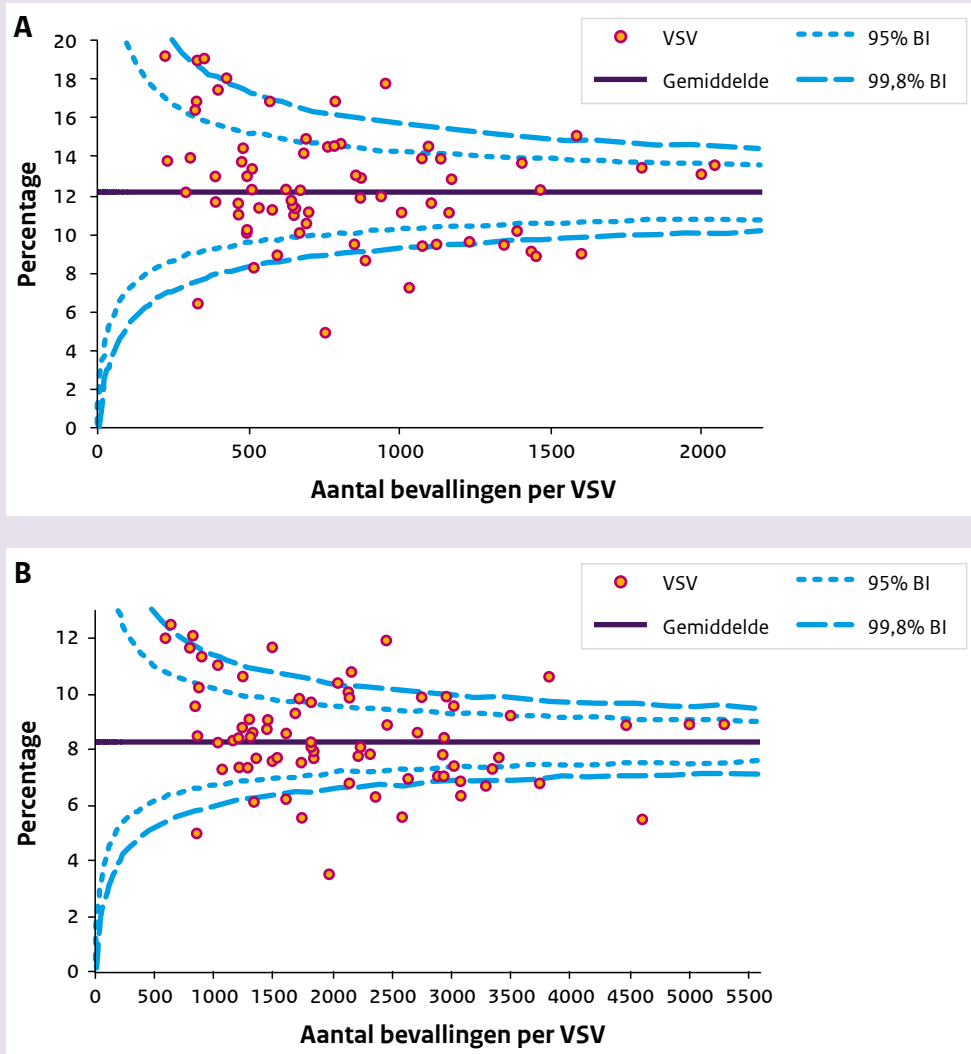 A
VSV
95% BI
Gemiddelde
99,8% BI
Percentage
20
18
16
14
12
10
8
6
4
2
0
0 500 1000 1500 2000
Aantal bevallingen per VSV
B
VSV
95% BI
Gemiddelde
99,8% BI
Percentage
12
10
8
6
4
2
0
0 500 1000 1500 2000 2500 3000 3500 4000 4500 5000 5500
Aantal bevallingen per VSV